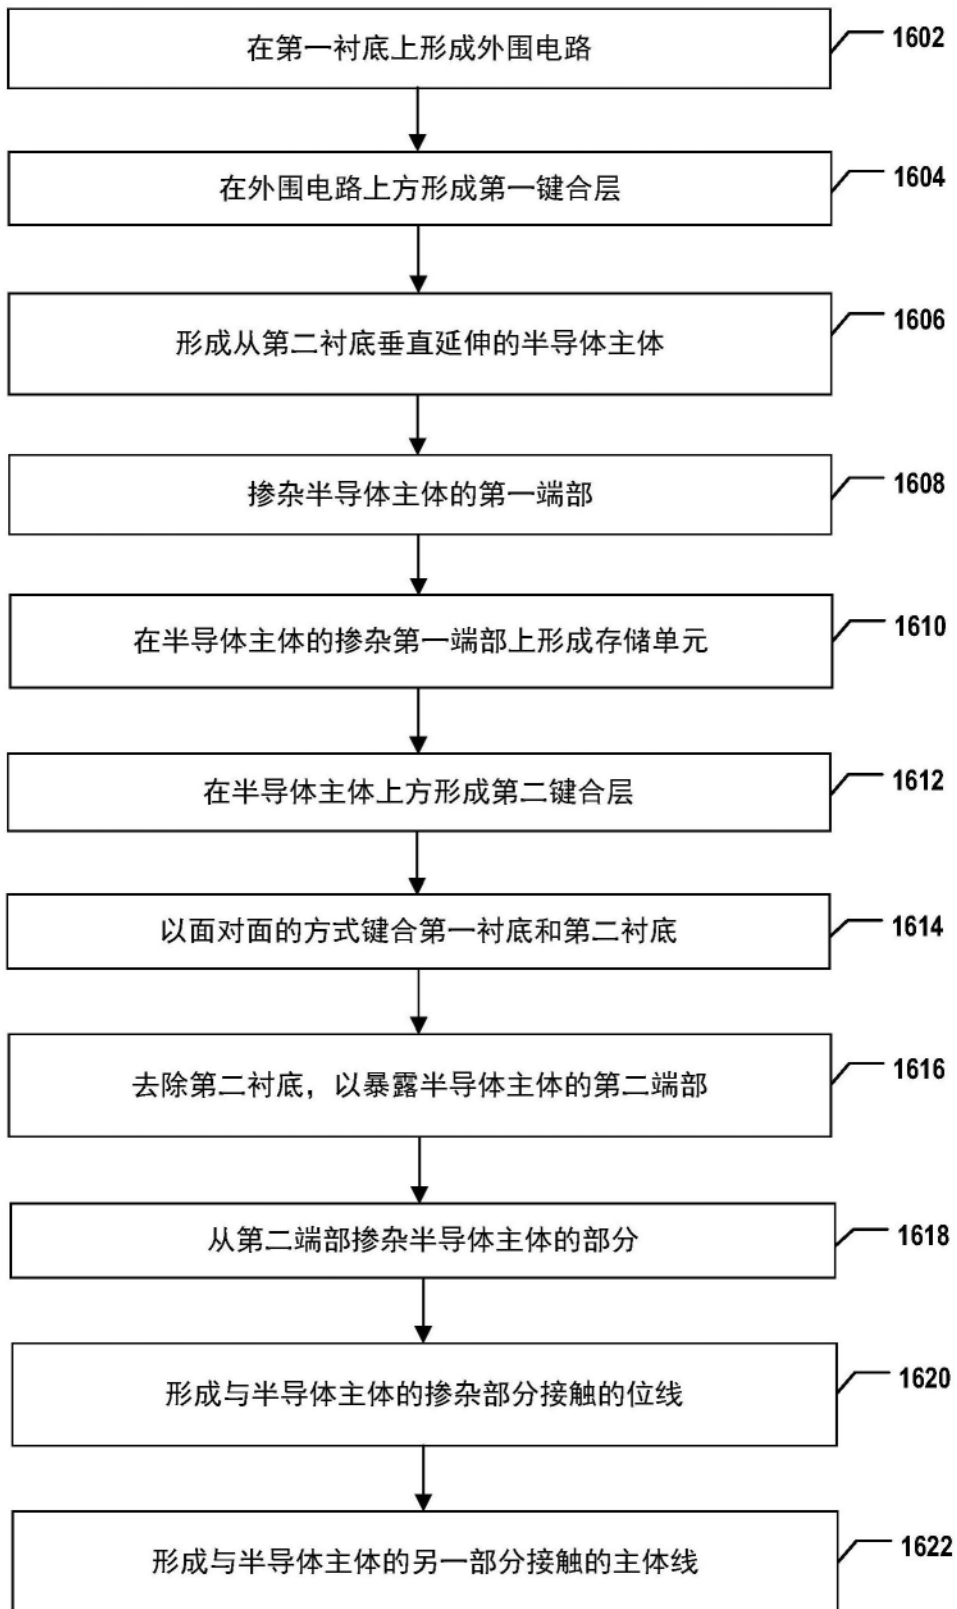 在第一衬底上形成外围电路
1602
在外围电路上方形成第一键合层
1604
形成从第二衬底垂直延伸的半导体主体
1606
掺杂半导体主体的第一端部
1608
在半导体主体的掺杂第一端部上形成存储单元
1610
在半导体主体上方形成第二键合层
1612
以面对面的方式键合第一衬底和第二衬底
1614
去除第二衬底，以暴露半导体主体的第二端部
1616
从第二端部掺杂半导体主体的部分
1618
形成与半导体主体的掺杂部分接触的位线
1620
形成与半导体主体的另一部分接触的主体线
1622